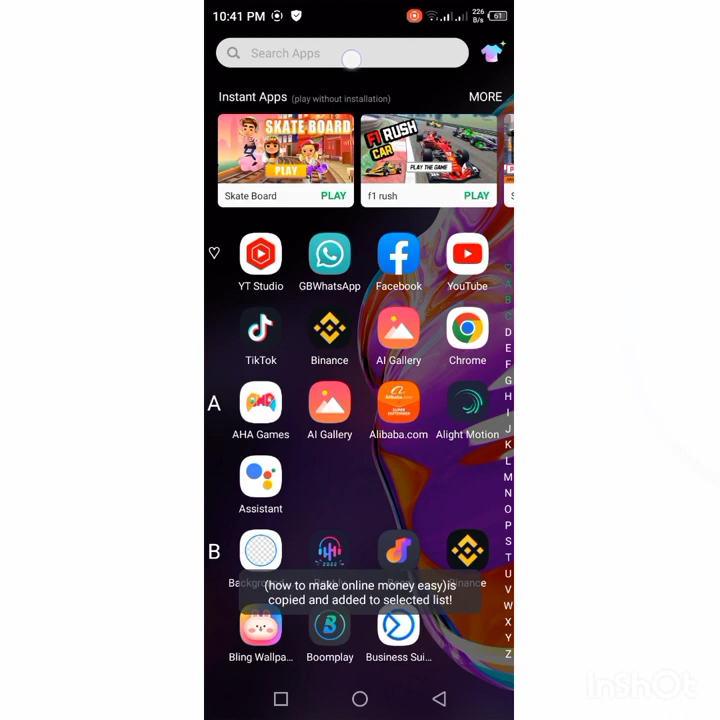 10:41 PM 226 B/s 61
Search Apps
Instant Apps (play without installation) MORE
SKATE BOARD
PLAY
F1 RUSH CAR
PLAY THE GAME
Skate Board PLAY
f1 rush PLAY
YT Studio GBWhatsApp Facebook YouTube
TikTok Binance AI Gallery Chrome
A
AHA Games AI Gallery Alibaba.com Alight Motion
Assistant
B
(how to make online money easy)is
copied and added to selected list!
Bling Wallpa... Boomplay Business Sui...
A
B
C
D
E
F
G
H
I
J
K
L
M
N
O
P
Q
R
S
T
U
V
W
X
Y
Z
InShOt